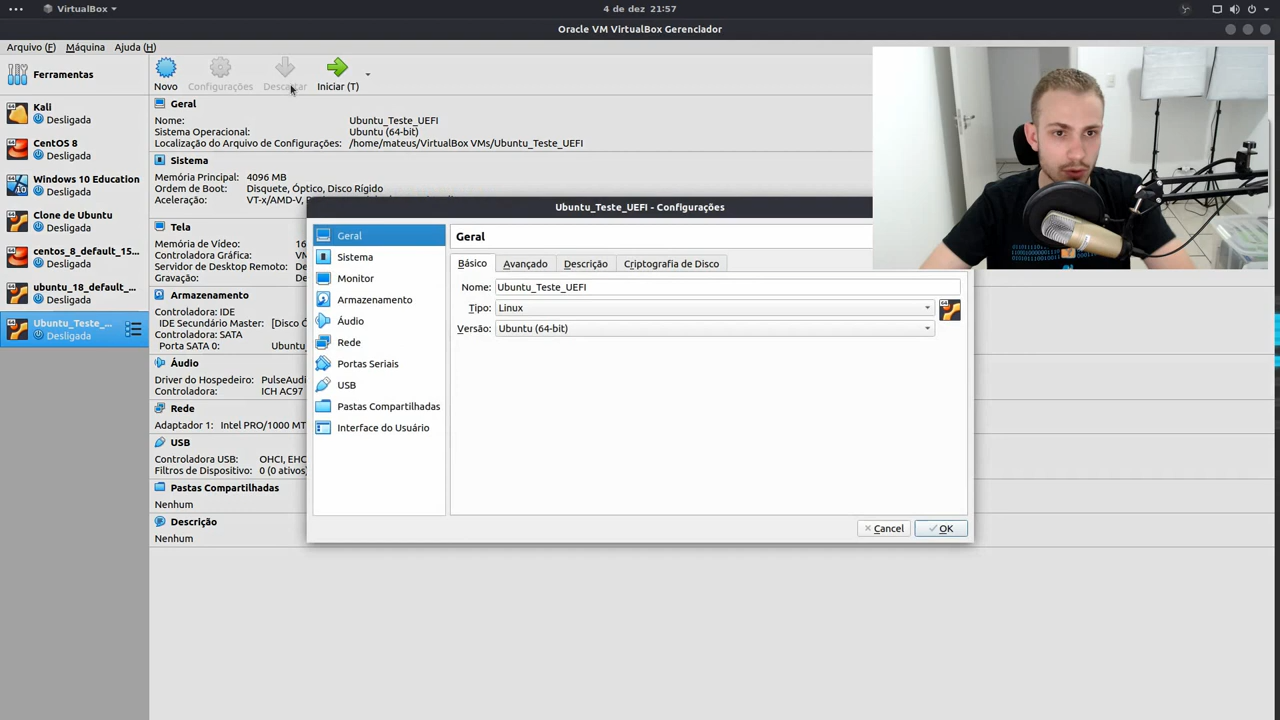 VirtualBox
4 de dez 21:57
Oracle VM VirtualBox Gerenciador
Arquivo (F) Máquina Ajuda (H)
Ferramentas
Novo Configurações Descartar Iniciar (T)
Kali
Desligada
CentOS 8
Desligada
Windows 10 Education
Desligada
Clone de Ubuntu
Desligada
centos_8_default_15...
Desligada
ubuntu_18_default_...
Desligada
Ubuntu_Teste_...
Desligada
Geral
Nome: Ubuntu_Teste_UEFI
Sistema Operacional: Ubuntu (64-bit)
Localização do Arquivo de Configurações: /home/mateus/VirtualBox VMs/Ubuntu_Teste_UEFI
Sistema
Memória Principal: 4096 MB
Ordem de Boot: Disquete, Óptico, Disco Rígido
Aceleração: VT-x/AMD-V,
Tela
Memória de Vídeo: 16
Controladora Gráfica: VM
Servidor de Desktop Remoto: De
Gravação: De
Armazenamento
Controladora: IDE
IDE Secundário Master: [Disco Ó
Controladora: SATA
Porta SATA 0: Ubuntu_
Áudio
Driver do Hospedeiro: PulseAudi
Controladora: ICH AC97
Rede
Adaptador 1: Intel PRO/1000 MT
USB
Controladora USB: OHCI, EHC
Filtros de Dispositivo: 0 (0 ativos)
Pastas Compartilhadas
Nenhum
Descrição
Nenhum
Ubuntu_Teste_UEFI - Configurações
Geral
Sistema
Monitor
Armazenamento
Áudio
Rede
Portas Seriais
USB
Pastas Compartilhadas
Interface do Usuário
Geral
Básico Avançado Descrição Criptografia de Disco
Nome: Ubuntu_Teste_UEFI
Tipo: Linux
Versão: Ubuntu (64-bit)
Cancel OK